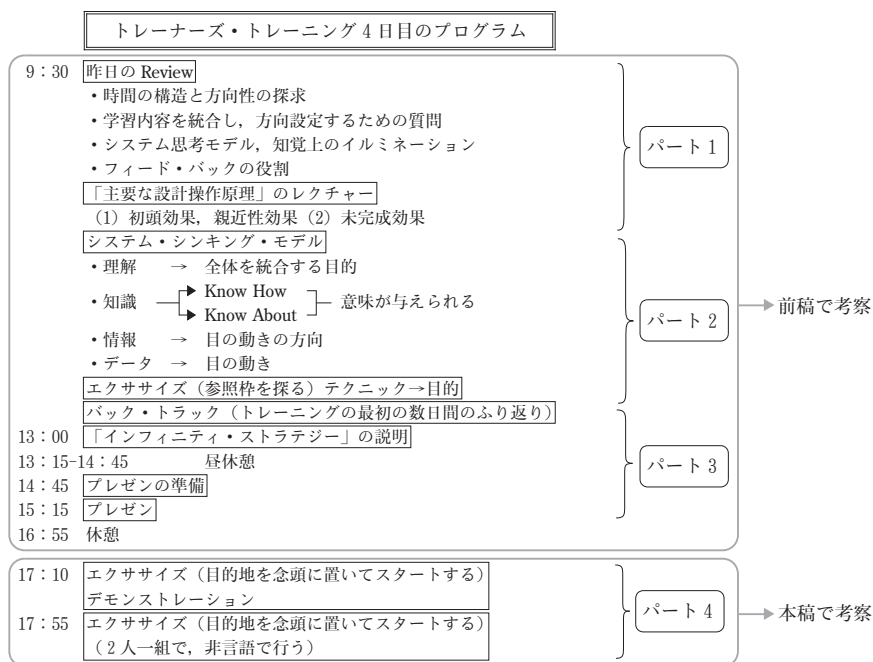 トレーナーズ・トレーニング4日目のプログラム
9:30 昨日の Review
・時間の構造と方向性の探求
・学習内容を統合し，方向設定するための質問
・システム思考モデル，知覚上のイルミネーション
・フィード・バックの役割
パート1
「主要な設計操作原理」のレクチャー
(1) 初頭効果，親近性効果 (2) 未完成効果
システム・シンキング・モデル
・理解 → 全体を統合する目的
・知識 Know How
Know About
意味が与えられる
・情報 → 目の動きの方向
・データ → 目の動き
パート2
前稿で考察
エクササイズ（参照枠を探る）テクニック→目的
バック・トラック（トレーニングの最初の数日間のふり返り）
13:00 「インフィニティ・ストラテジー」の説明
13:15-14:45 昼休憩
パート3
14:45 プレゼンの準備
15:15 プレゼン
16:55 休憩
17:10 エクササイズ（目的地を念頭に置いてスタートする）
デモンストレーション
パート4
本稿で考察
17:55 エクササイズ（目的地を念頭に置いてスタートする）
（2人一組で，非言語で行う）